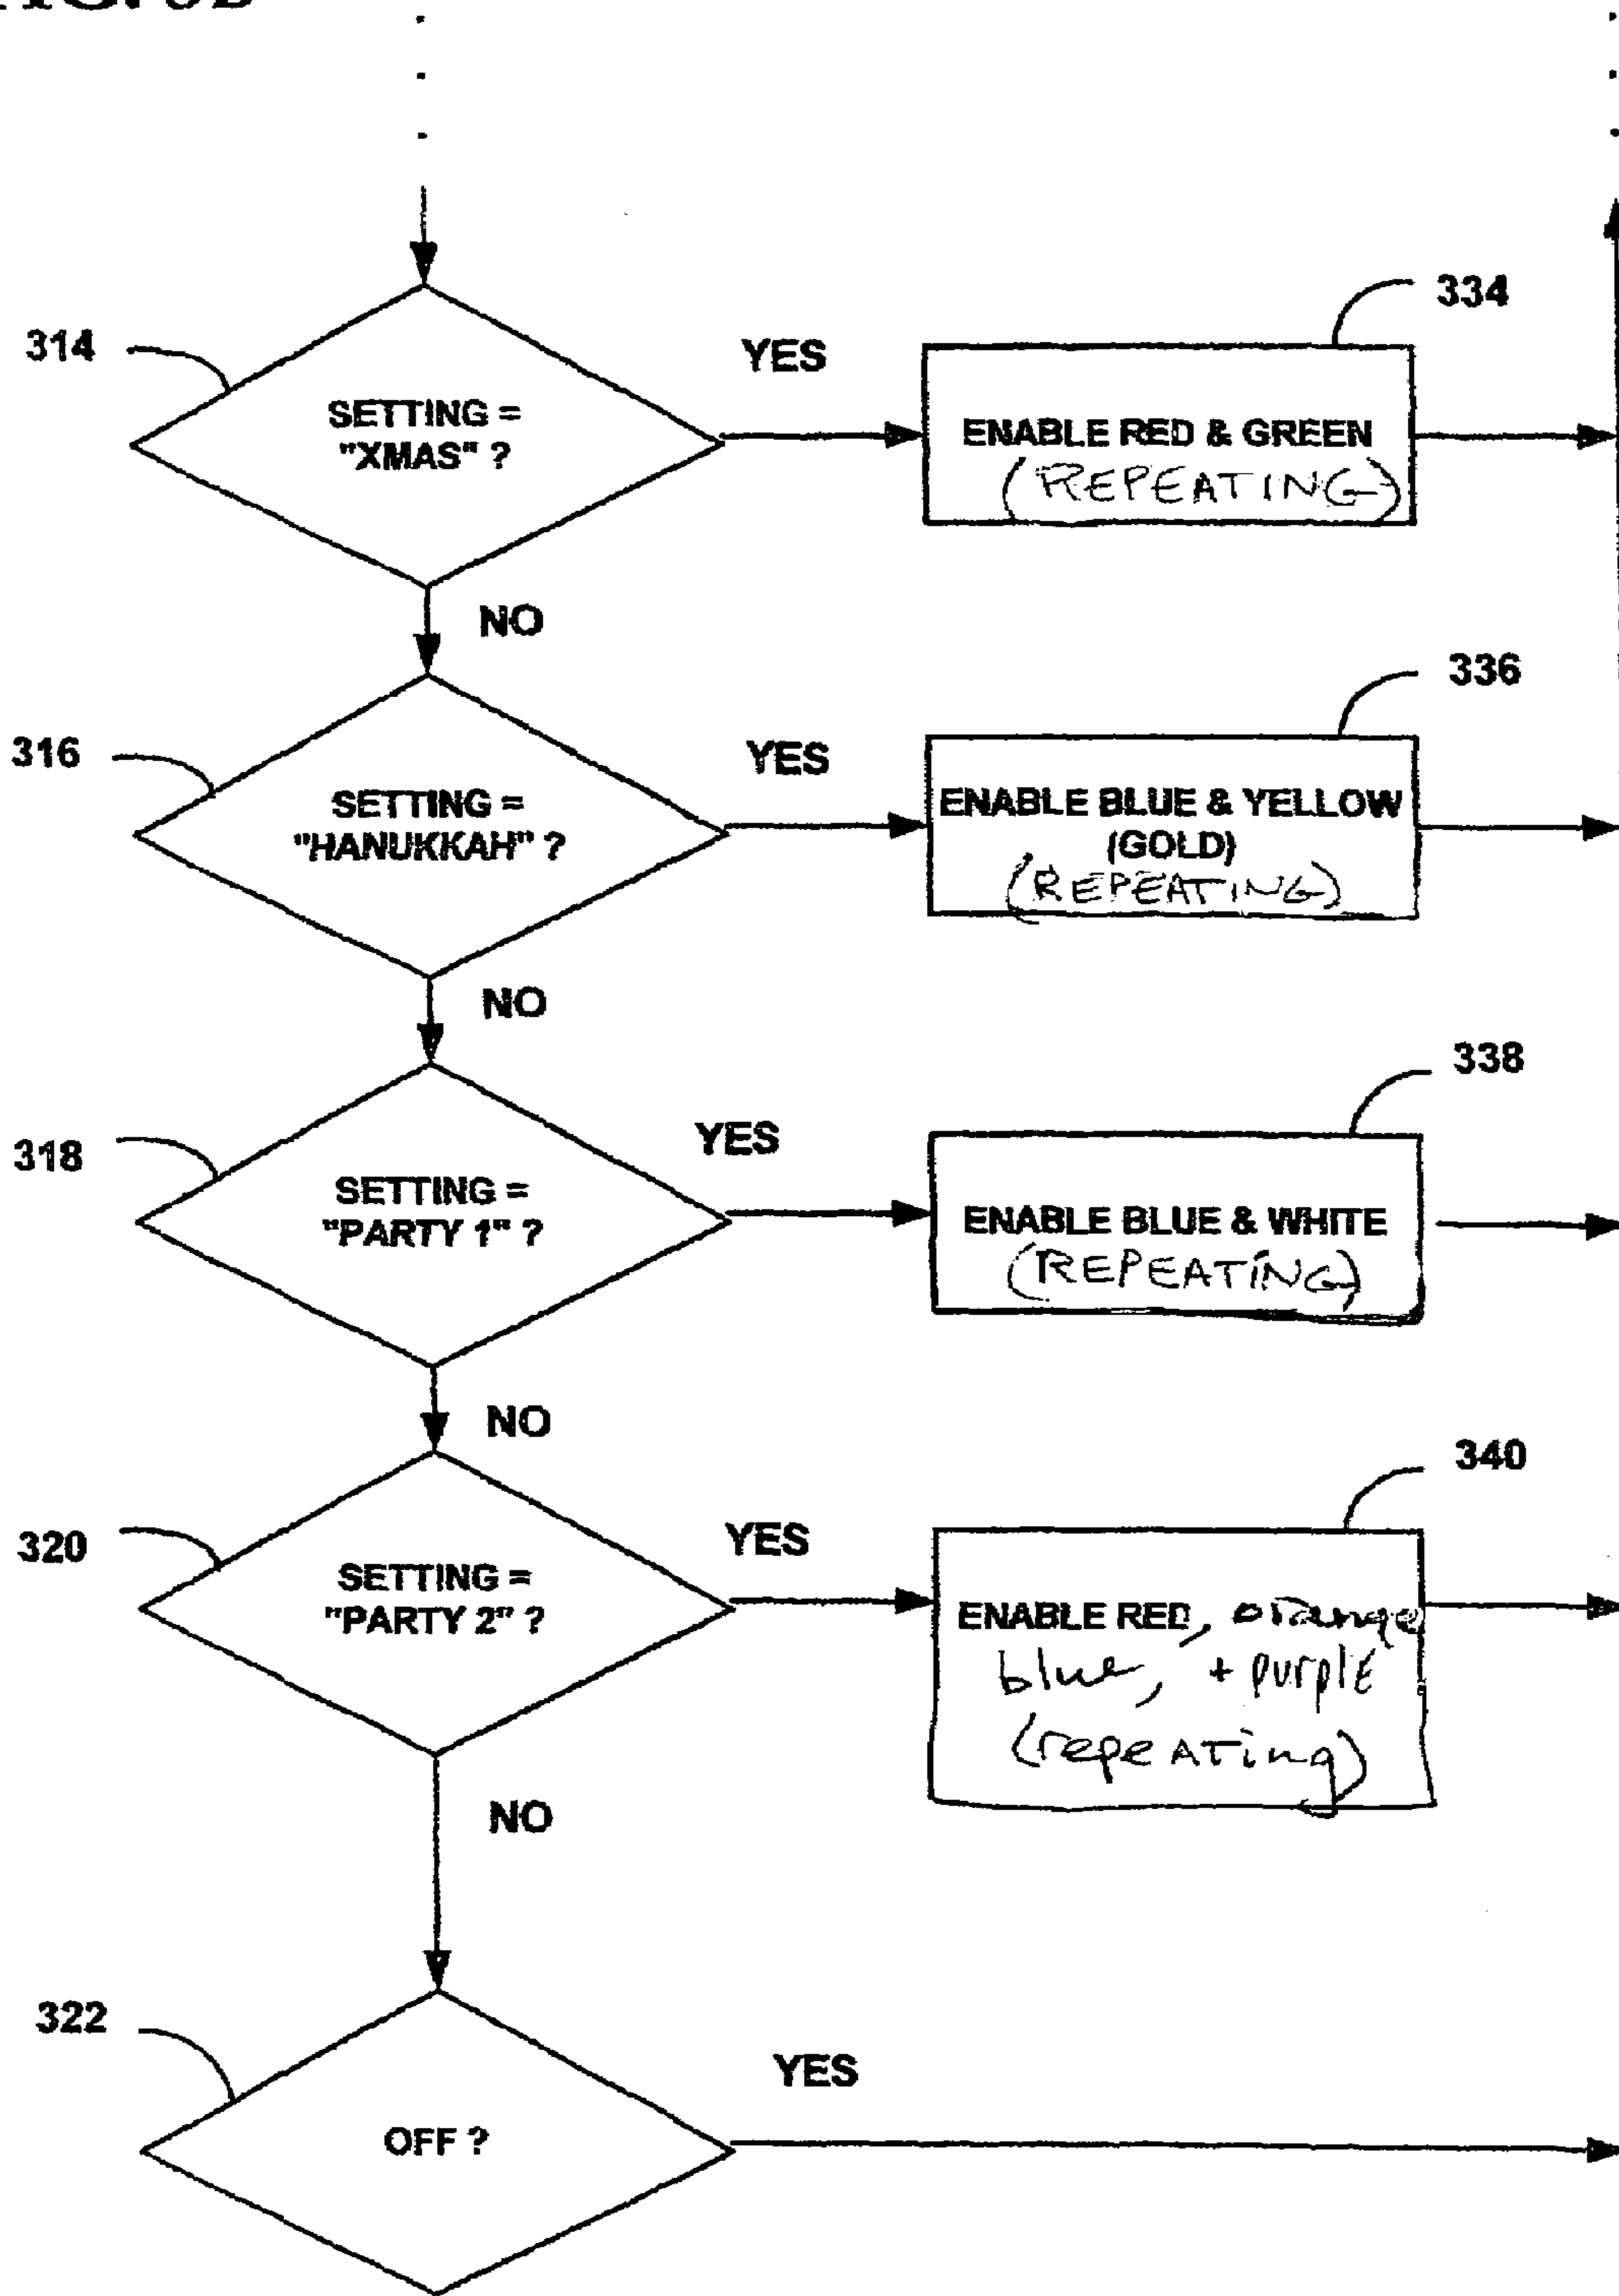 334
314
YES
SETTING =
"XMAS" ?
ENABLE RED & GREEN
(REPEATING)
NO
336
316
YES
SETTING =
"HANUKKAH" ?
ENABLE BLUE & YELLOW
(GOLD)
(REPEATING)
NO
338
318
YES
SETTING =
"PARTY 1" ?
ENABLE BLUE & WHITE
(REPEATING)
NO
340
320
YES
SETTING =
"PARTY 2" ?
ENABLE RED, orange
blue, + purple
(repeATing)
NO
322
YES
OFF ?